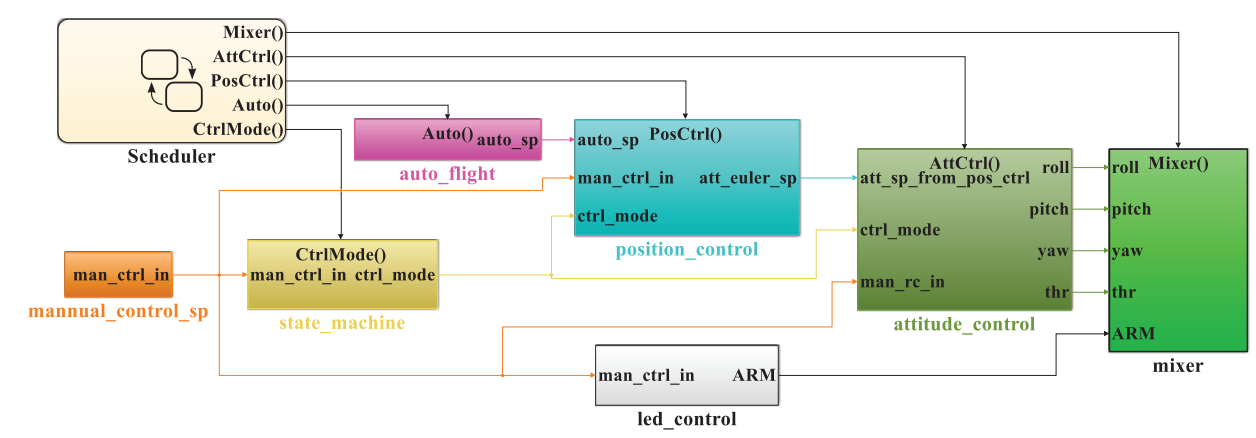 Mixer()
AttCtrl()
PosCtrl()
Auto()
CtrlMode()
Scheduler
Auto()
auto_sp
auto_flight
PosCtrl()
auto_sp
man_ctrl_in
att_euler_sp
ctrl_mode
position_control
CtrlMode()
man_ctrl_in ctrl_mode
state_machine
man_ctrl_in
mannual_control_sp
AttCtrl()
att_sp_from_pos_ctrl
ctrl_mode
man_rc_in
roll
pitch
yaw
thr
attitude_control
Mixer()
roll
pitch
yaw
thr
ARM
mixer
man_ctrl_in ARM
led_control